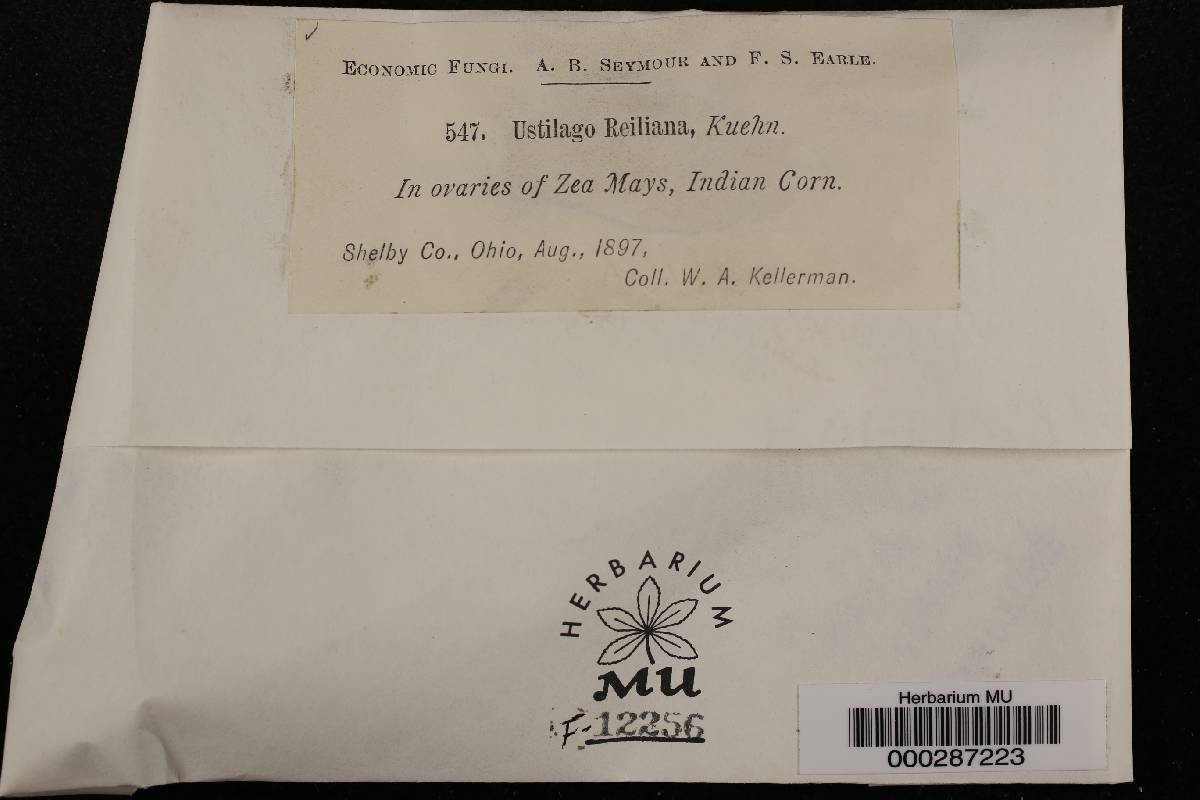 ECONOMIC FUNGI. A. B. SEYMOUR AND F. S. EARLE.
547. Ustilago Reiliana, Kuehn.
In ovaries of Zea Mays, Indian Corn.
Shelby Co., Ohio, Aug., 1897,
Coll. W. A. Kellerman.
HERBARIUM
MU
F-12256
Herbarium MU
000287223